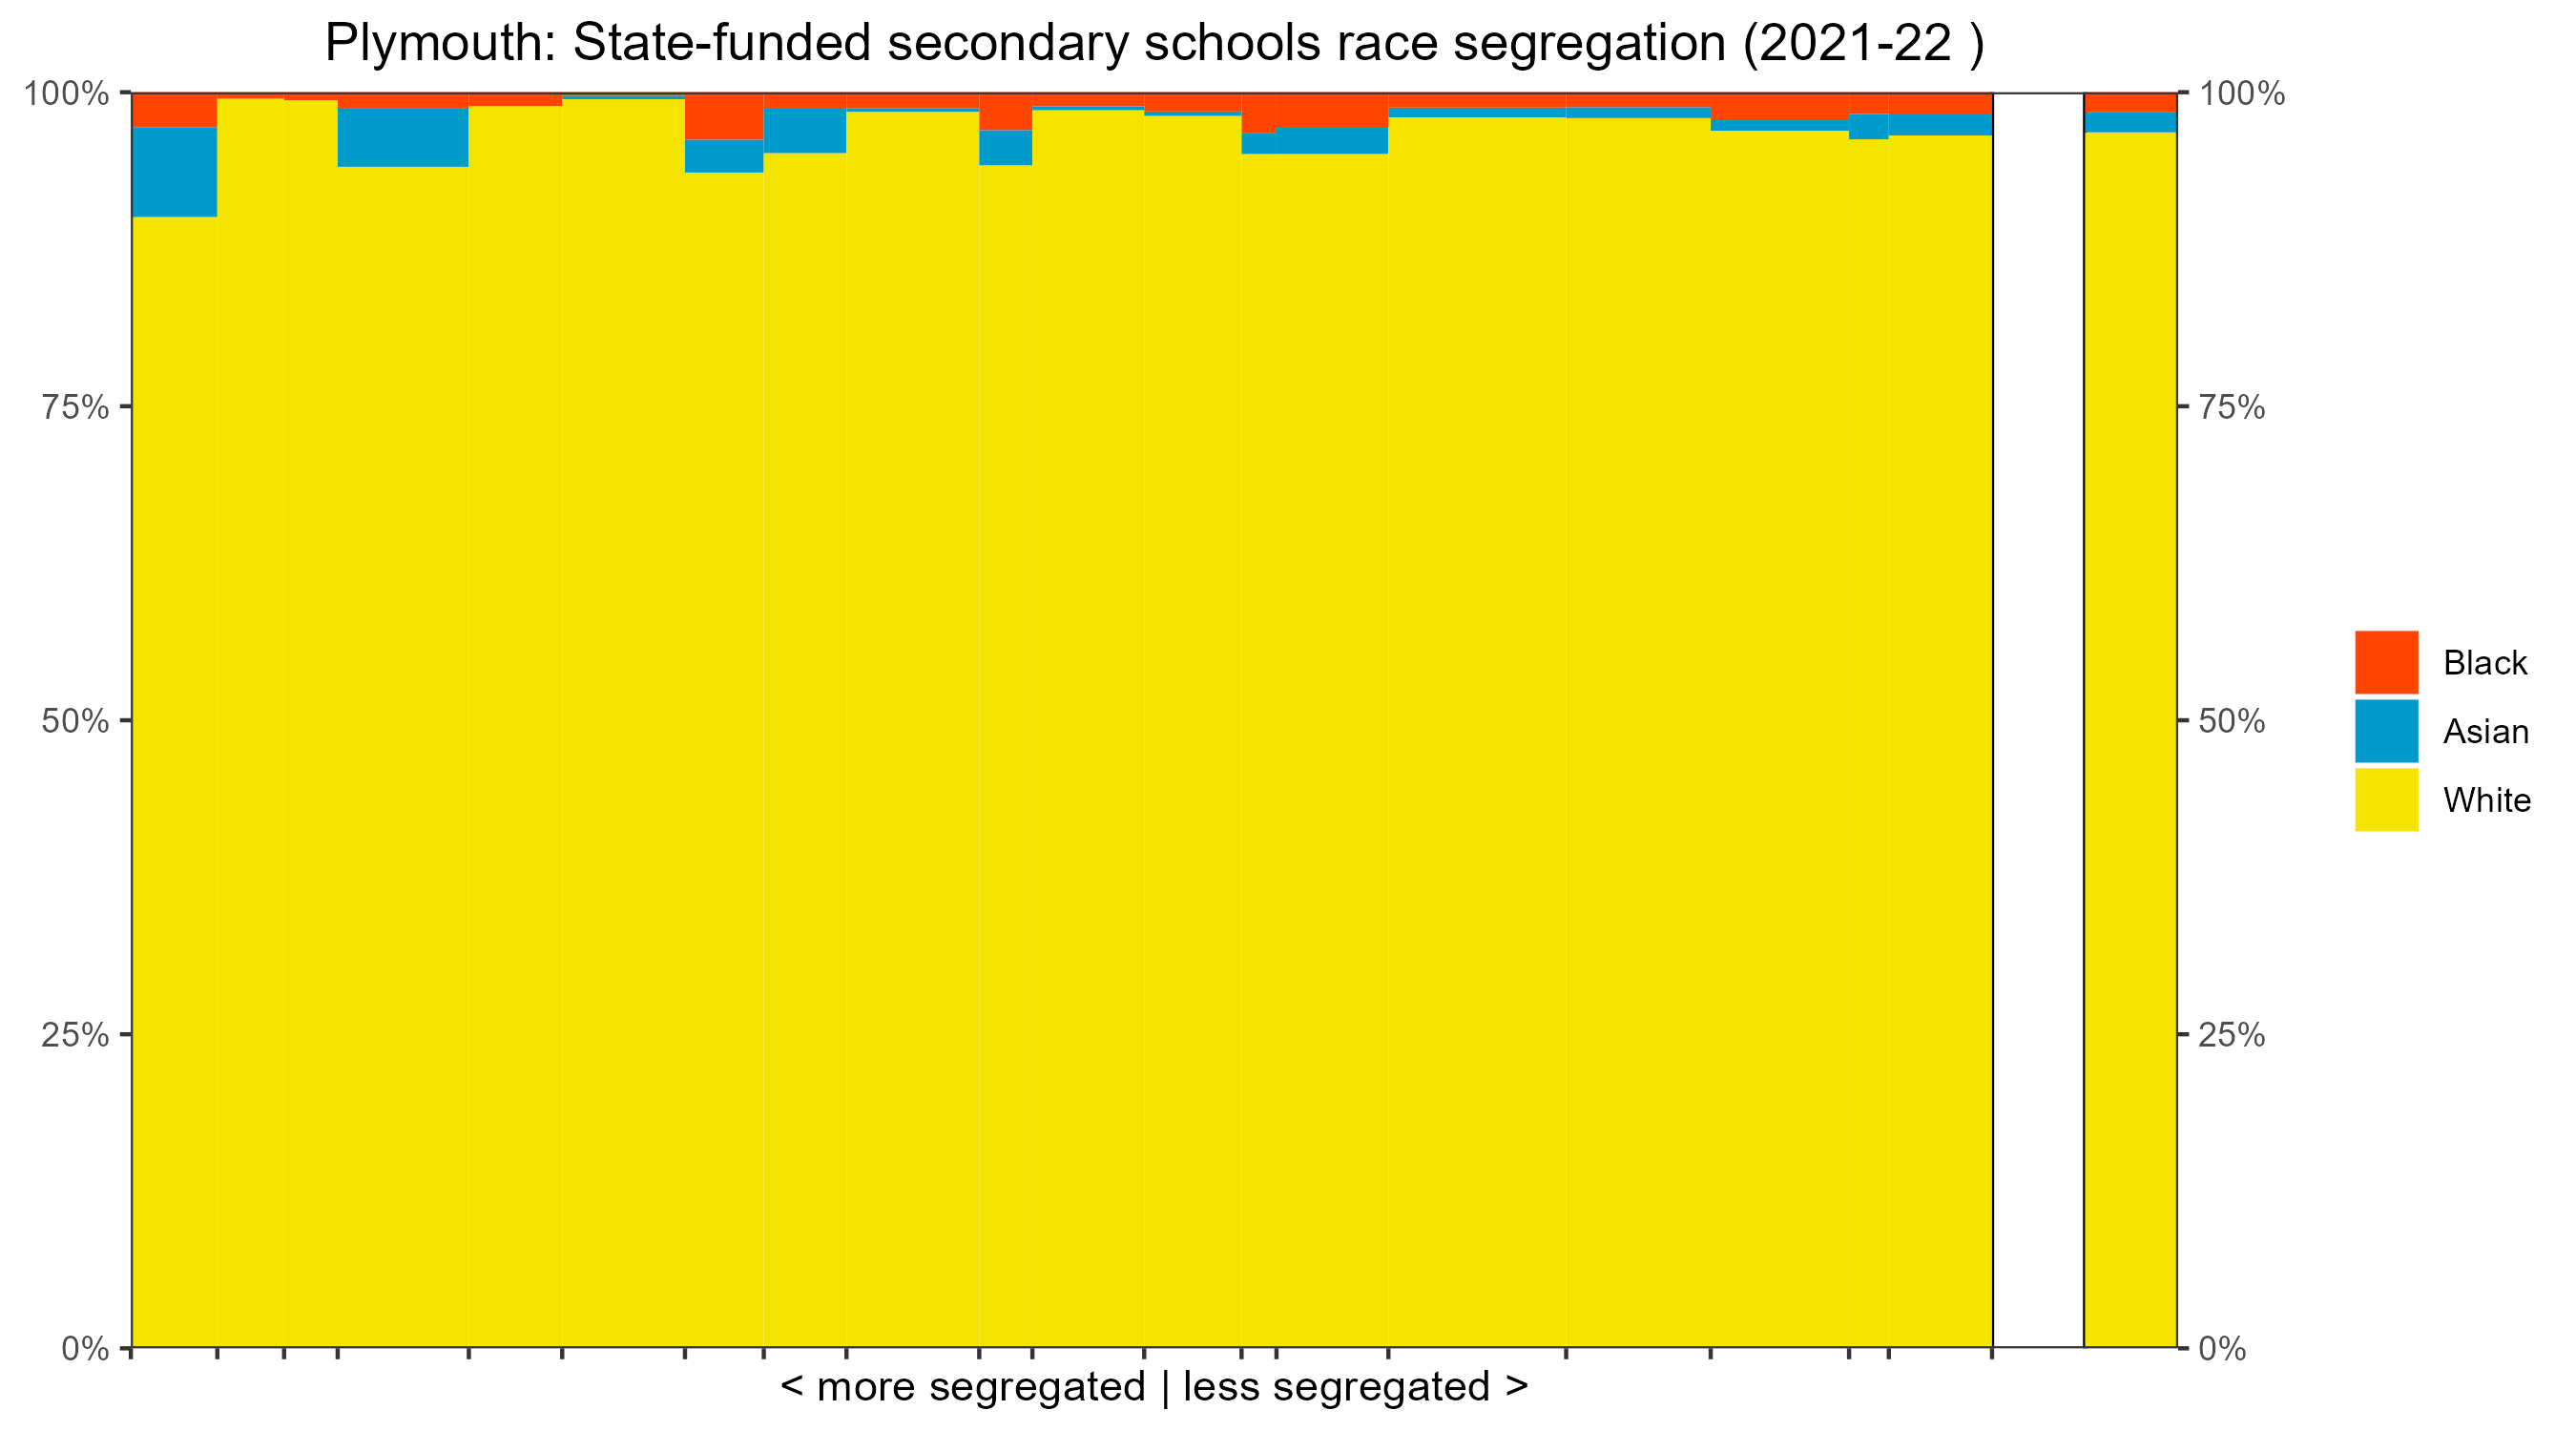 Plymouth: State-funded secondary schools race segregation (2021-22 )
100%
75%
50%
25%
0%
100%
75%
50%
25%
0%
Black
Asian
White
< more segregated | less segregated >